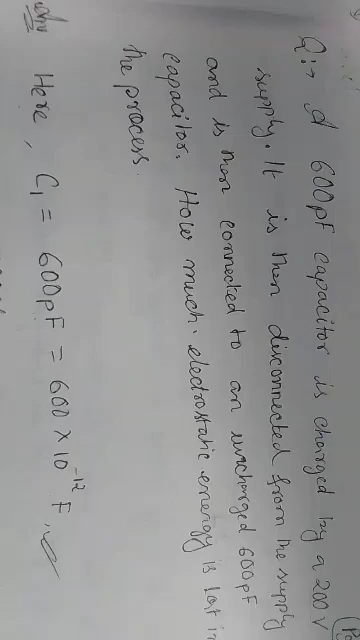 Q:→ A 600pF capacitor is charged by a 200 V
supply. It is then disconnected from the supply
and is then connected to an uncharged 600pF
capacitor. How much electrostatic energy is lost in
the process.
Here, C₁ = 600pF = 600 × 10⁻¹² F